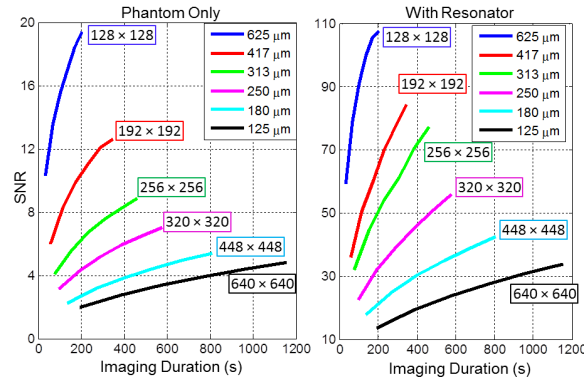 Phantom Only
With Resonator
SNR
20
16
12
8
4
0
128 × 128
192 × 192
256 × 256
320 × 320
448 × 448
640 × 640
625 μm
417 μm
313 μm
250 μm
180 μm
125 μm
0 200 400 600 800 1000 1200
Imaging Duration (s)
110
90
70
50
30
10
128 × 128
192 × 192
256 × 256
320 × 320
448 × 448
640 × 640
625 μm
417 μm
313 μm
250 μm
180 μm
125 μm
0 200 400 600 800 1000 1200
Imaging Duration (s)